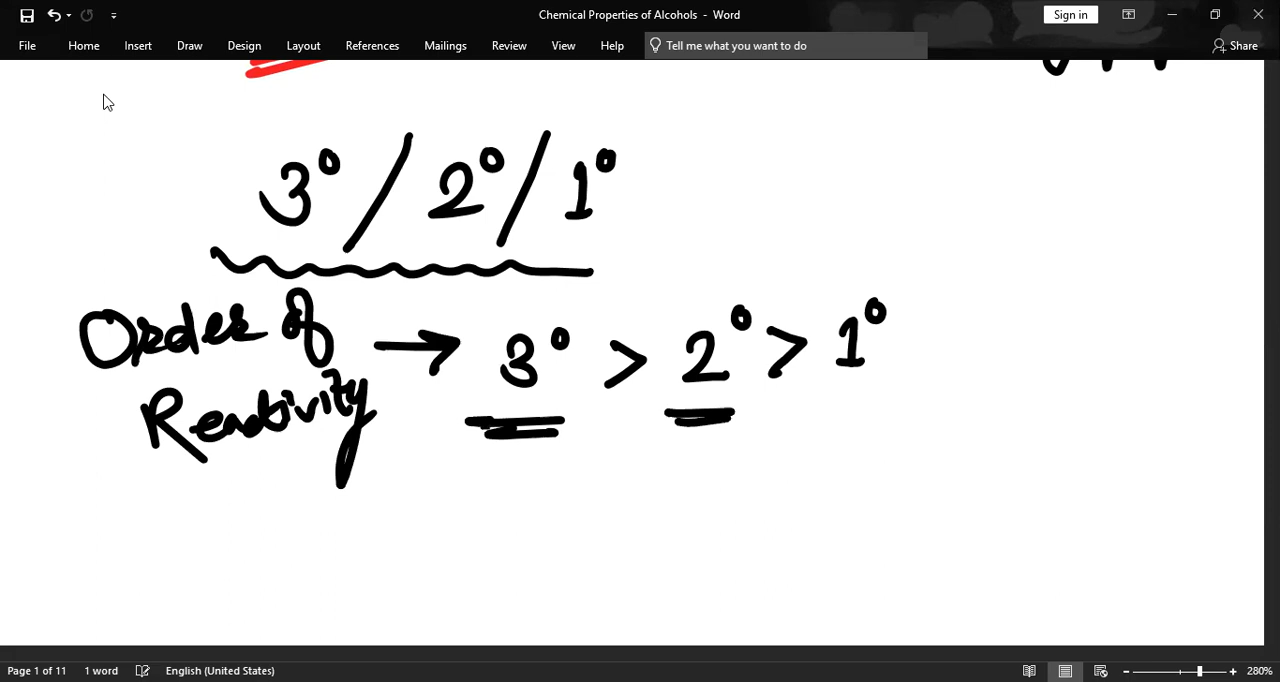 Chemical Properties of Alcohols - Word
Sign in
File Home Insert Draw Design Layout References Mailings Review View Help Tell me what you want to do Share
3° / 2° / 1°
Order of → 3° > 2° > 1°
Reactivity
Page 1 of 11 1 word English (United States) 280%